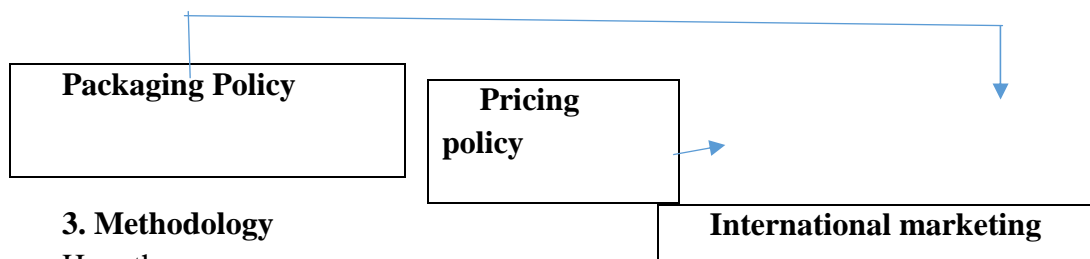 Packaging Policy
Pricing
policy
3. Methodology
International marketing